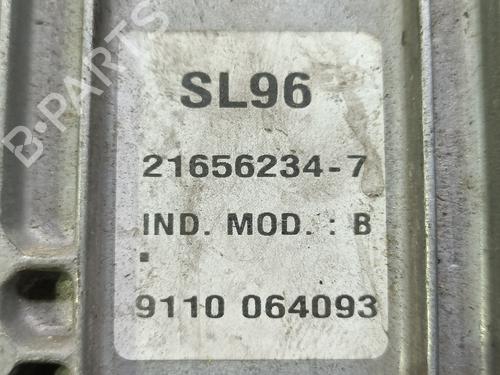 B-PARTS
SL96
21656234-7
IND. MOD. : B
9110 064093